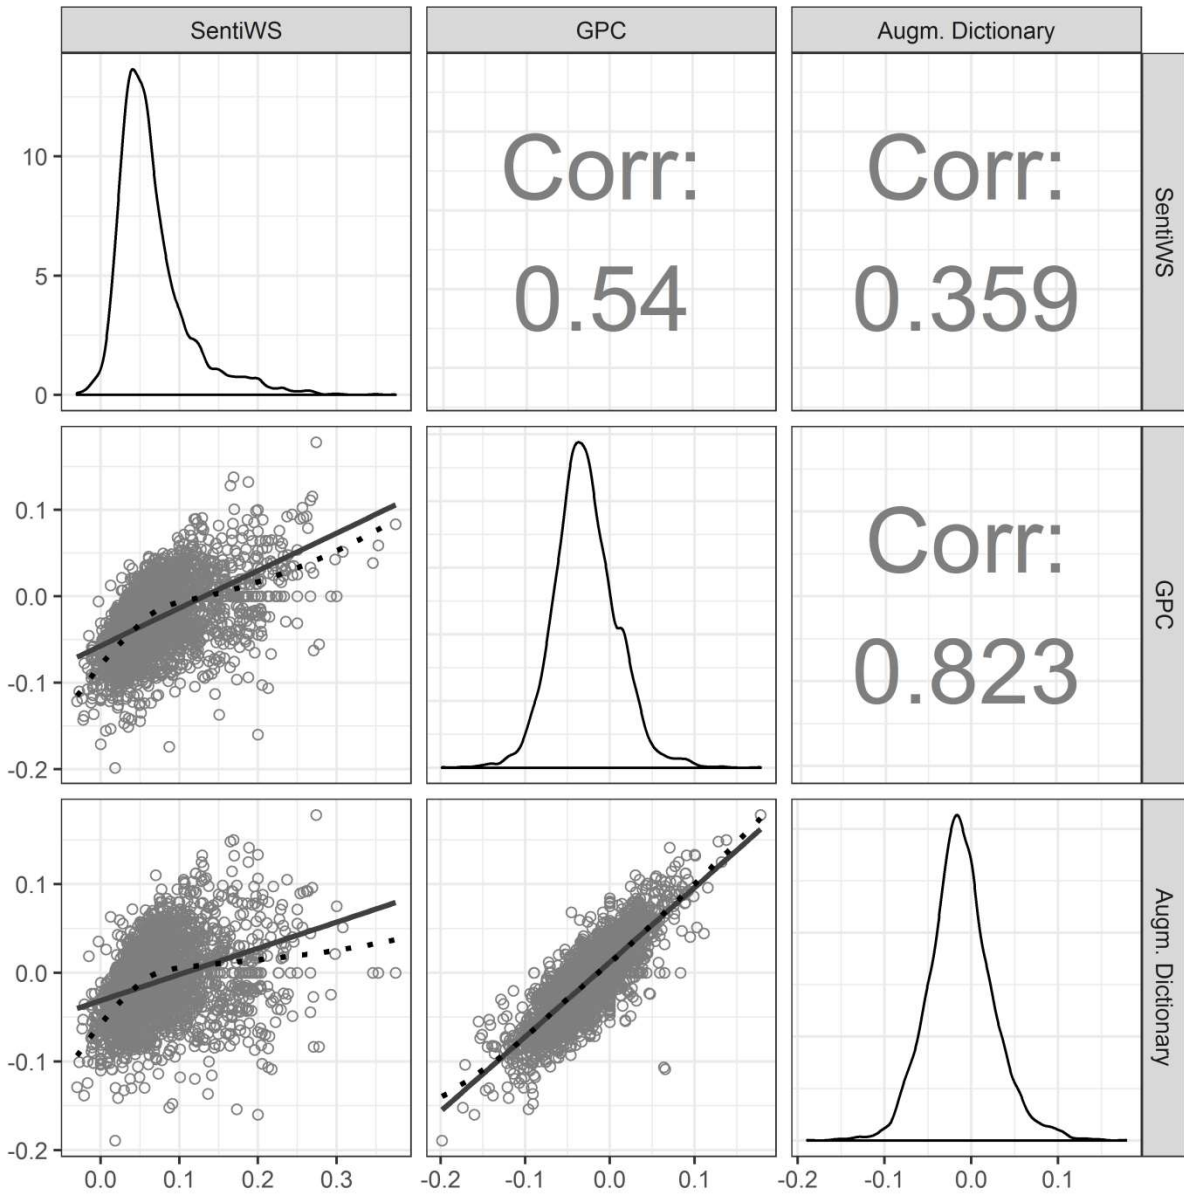 SentiWS GPC Augm. Dictionary
10
5
0
Corr:
0.54
Corr:
0.359
SentiWS
0.1
0.0
-0.1
-0.2
Corr:
0.823
GPC
0.1
0.0
-0.1
-0.2
Augm. Dictionary
0.0 0.1 0.2 0.3 -0.2 -0.1 0.0 0.1 -0.2 -0.1 0.0 0.1